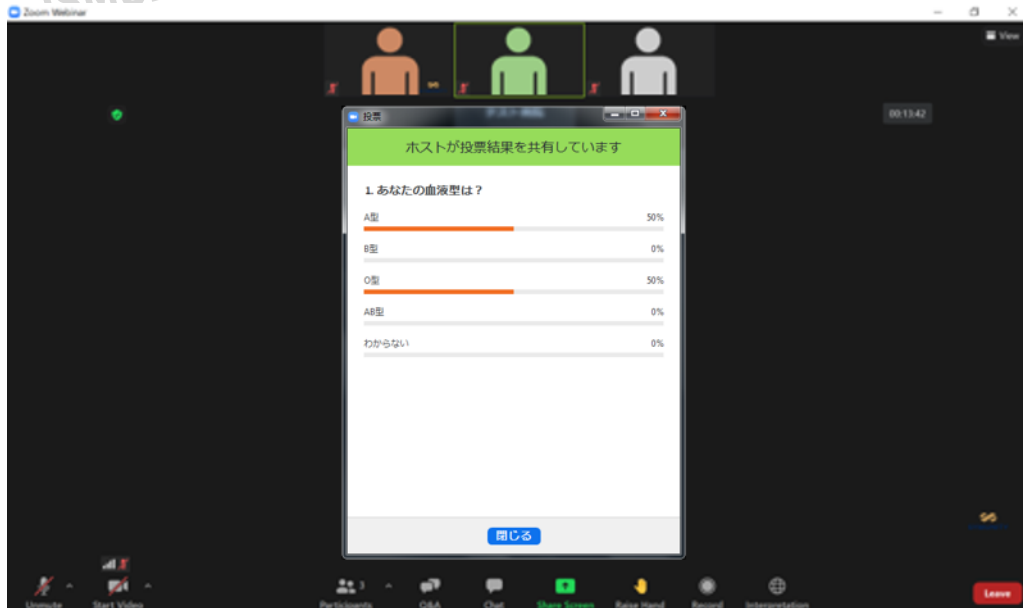 Zoom Webinar
View
00:13:42
投票
ホストが投票結果を共有しています
1. あなたの血液型は？
A型 50%
B型 0%
O型 50%
AB型 0%
わからない 0%
閉じる
Unmute
Start Video
Participants 3
Q&A
Chat
Share Screen
Raise Hand
Record
Interpretation
Leave